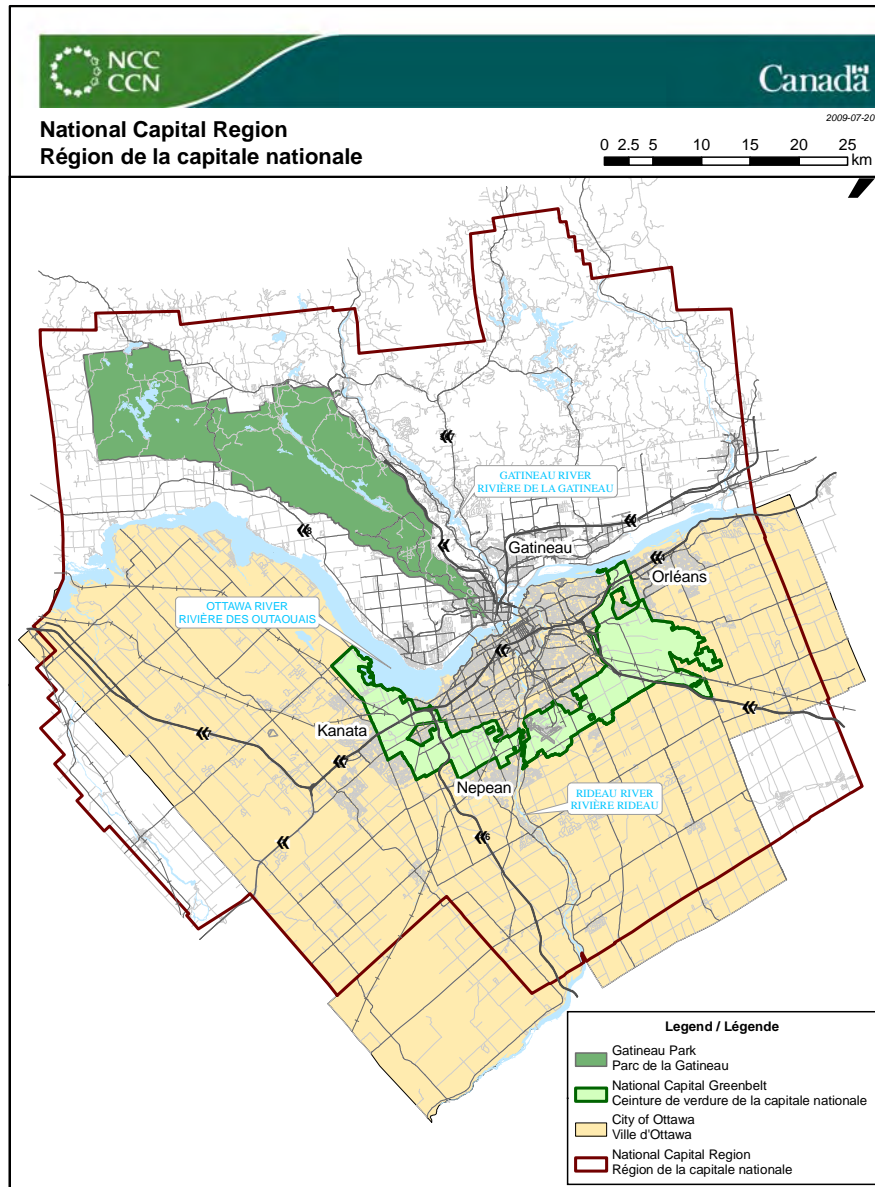 NCC
CCN
Canada
2009-07-20
National Capital Region
Région de la capitale nationale
0 2.5 5 10 15 20 25
km
GATINEAU RIVER
RIVIÈRE DE LA GATINEAU
Gatineau
Orléans
OTTAWA RIVER
RIVIÈRE DES OUTAOUAIS
Kanata
Nepean
RIDEAU RIVER
RIVIÈRE RIDEAU
Legend / Légende
Gatineau Park
Parc de la Gatineau
National Capital Greenbelt
Ceinture de verdure de la capitale nationale
City of Ottawa
Ville d'Ottawa
National Capital Region
Région de la capitale nationale